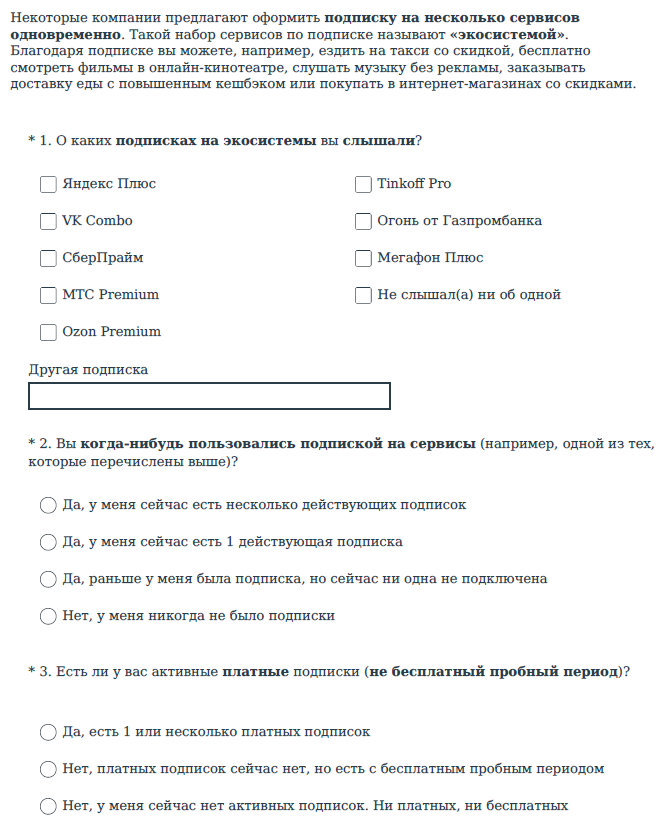 Некоторые компании предлагают оформить подписку на несколько сервисов
одновременно. Такой набор сервисов по подписке называют «экосистемой».
Благодаря подписке вы можете, например, ездить на такси со скидкой, бесплатно
смотреть фильмы в онлайн-кинотеатре, слушать музыку без рекламы, заказывать
доставку еды с повышенным кешбэком или покупать в интернет-магазинах со скидками.
* 1. О каких подписках на экосистемы вы слышали?
Яндекс Плюс
Tinkoff Pro
VK Combo
Огонь от Газпромбанка
СберПрайм
Мегафон Плюс
МТС Premium
Не слышал(а) ни об одной
Ozon Premium
Другая подписка
* 2. Вы когда-нибудь пользовались подпиской на сервисы (например, одной из тех,
которые перечислены выше)?
Да, у меня сейчас есть несколько действующих подписок
Да, у меня сейчас есть 1 действующая подписка
Да, раньше у меня была подписка, но сейчас ни одна не подключена
Нет, у меня никогда не было подписки
* 3. Есть ли у вас активные платные подписки (не бесплатный пробный период)?
Да, есть 1 или несколько платных подписок
Нет, платных подписок сейчас нет, но есть с бесплатным пробным периодом
Нет, у меня сейчас нет активных подписок. Ни платных, ни бесплатных